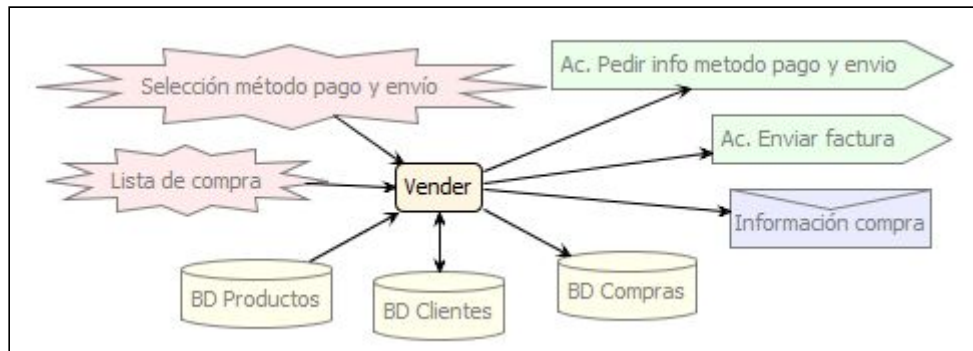 Ac. Pedir info metodo pago y envio
Selección método pago y envío
Ac. Enviar factura
Lista de compra
Vender
Información compra
BD Productos
BD Clientes
BD Compras